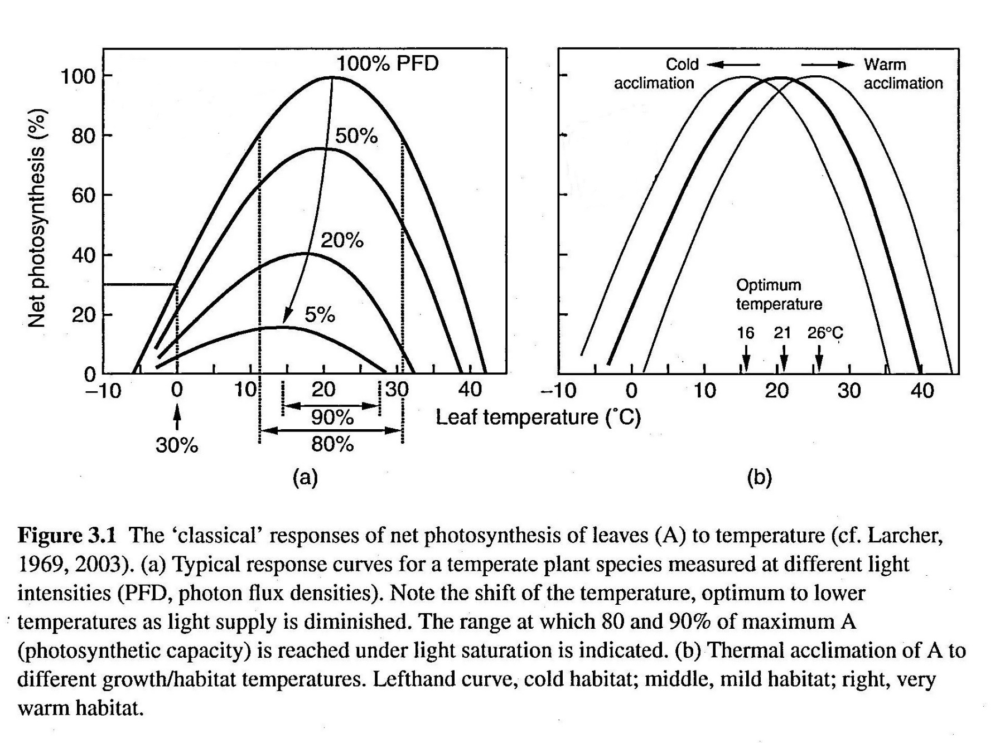 100% PFD
50%
20%
5%
Net photosynthesis (%)
100
80
60
40
20
0
–10 0 10 20 30 40
30%
90%
80%
(a)
Leaf temperature (˚C)
Cold
acclimation
Warm
acclimation
Optimum
temperature
16 21 26°C
–10 0 10 20 30 40
(b)
Figure 3.1 The ‘classical’ responses of net photosynthesis of leaves (A) to temperature (cf. Larcher,
1969, 2003). (a) Typical response curves for a temperate plant species measured at different light
intensities (PFD, photon flux densities). Note the shift of the temperature, optimum to lower
temperatures as light supply is diminished. The range at which 80 and 90% of maximum A
(photosynthetic capacity) is reached under light saturation is indicated. (b) Thermal acclimation of A to
different growth/habitat temperatures. Lefthand curve, cold habitat; middle, mild habitat; right, very
warm habitat.